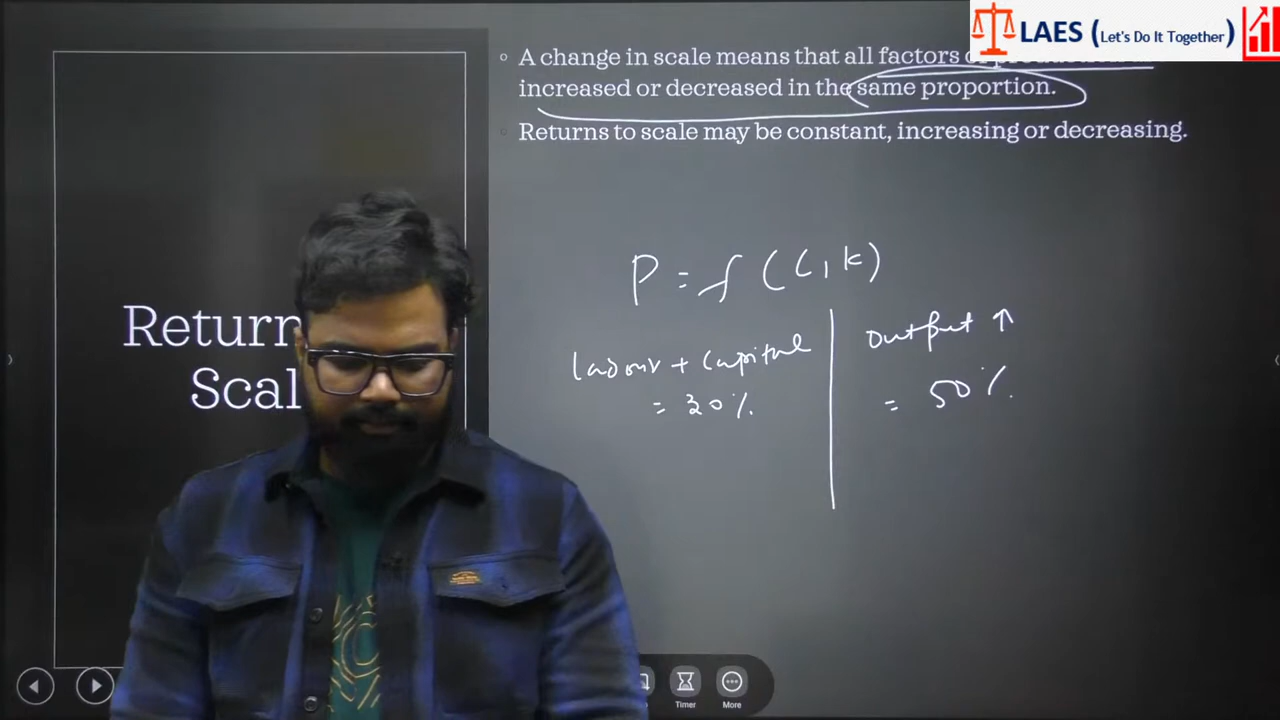 LAES (Let's Do It Together)
A change in scale means that all factors
increased or decreased in the same proportion.
Returns to scale may be constant, increasing or decreasing.
P = f (L, K)
Labour + Capital
= 30%
Output ↑
= 50%
Return
Scal
Timer
More